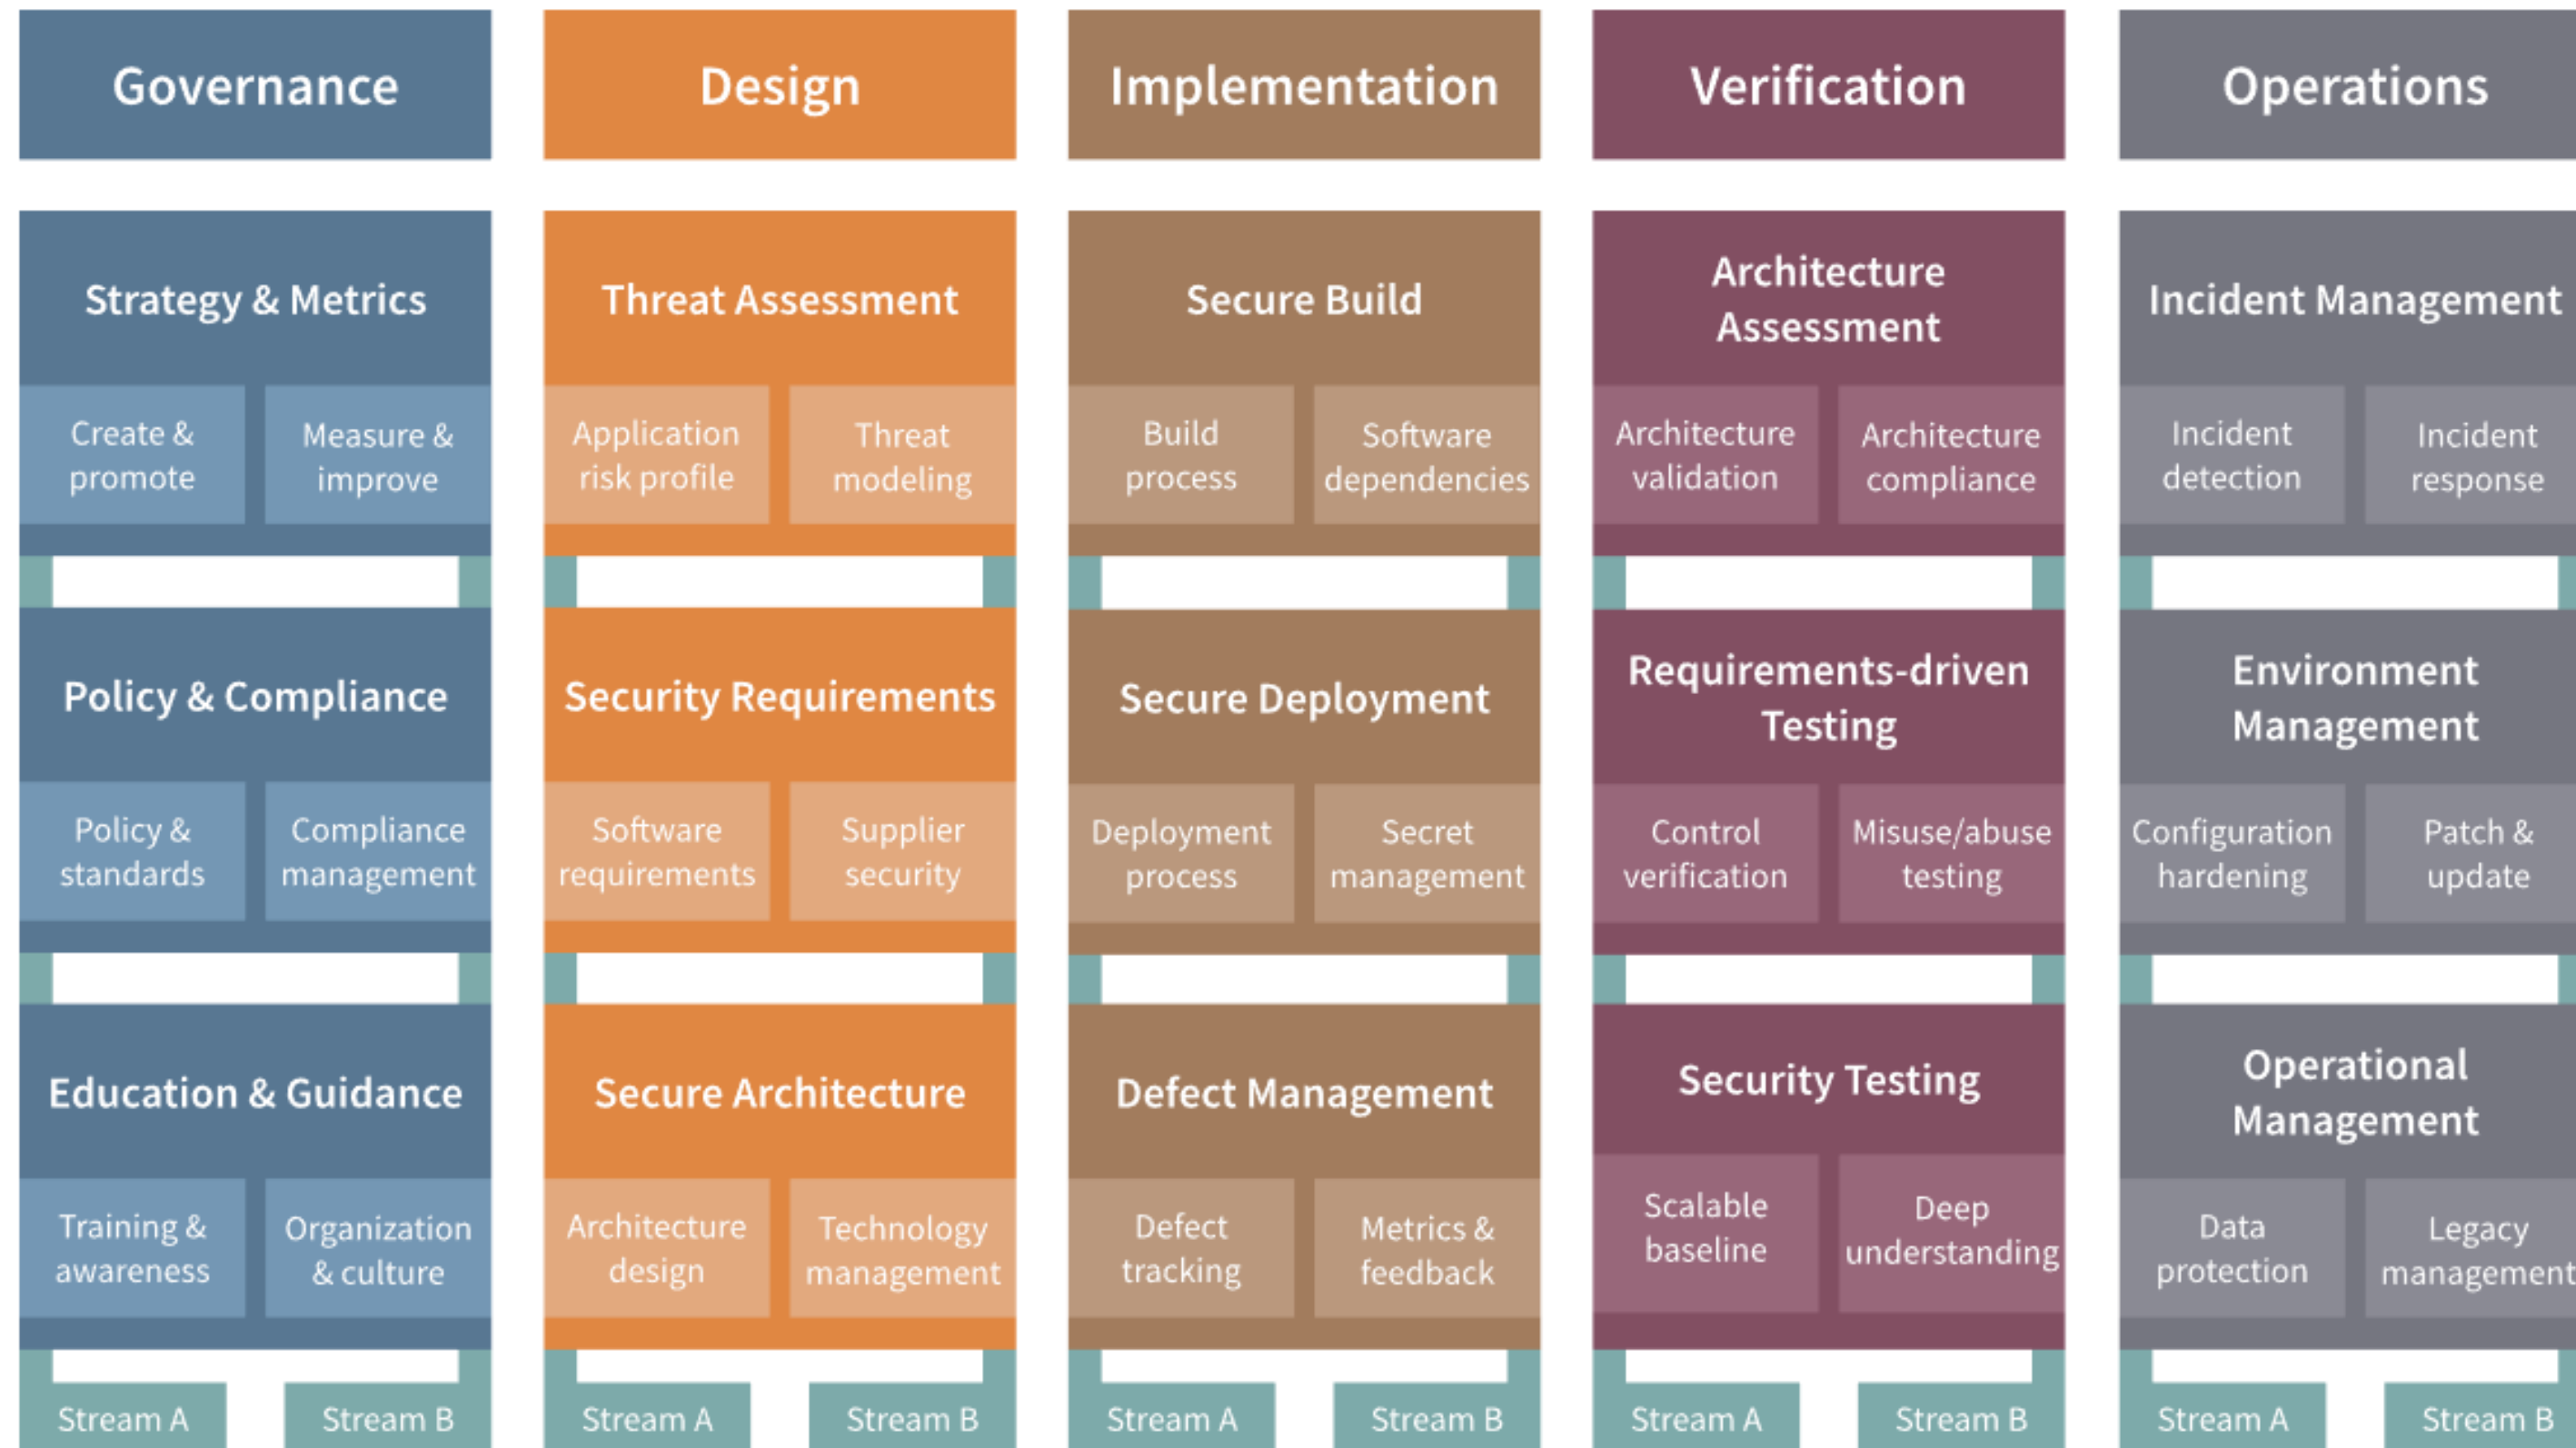 Governance
Design
Implementation
Verification
Operations
Strategy & Metrics
Threat Assessment
Secure Build
Architecture
Assessment
Incident Management
Create &
promote
Measure &
improve
Application
risk profile
Threat
modeling
Build
process
Software
dependencies
Architecture
validation
Architecture
compliance
Incident
detection
Incident
response
Policy & Compliance
Security Requirements
Secure Deployment
Requirements-driven
Testing
Environment
Management
Policy &
standards
Compliance
management
Software
requirements
Supplier
security
Deployment
process
Secret
management
Control
verification
Misuse/abuse
testing
Configuration
hardening
Patch &
update
Education & Guidance
Secure Architecture
Defect Management
Security Testing
Operational
Management
Training &
awareness
Organization
& culture
Architecture
design
Technology
management
Defect
tracking
Metrics &
feedback
Scalable
baseline
Deep
understanding
Data
protection
Legacy
management
Stream A
Stream B
Stream A
Stream B
Stream A
Stream B
Stream A
Stream B
Stream A
Stream B